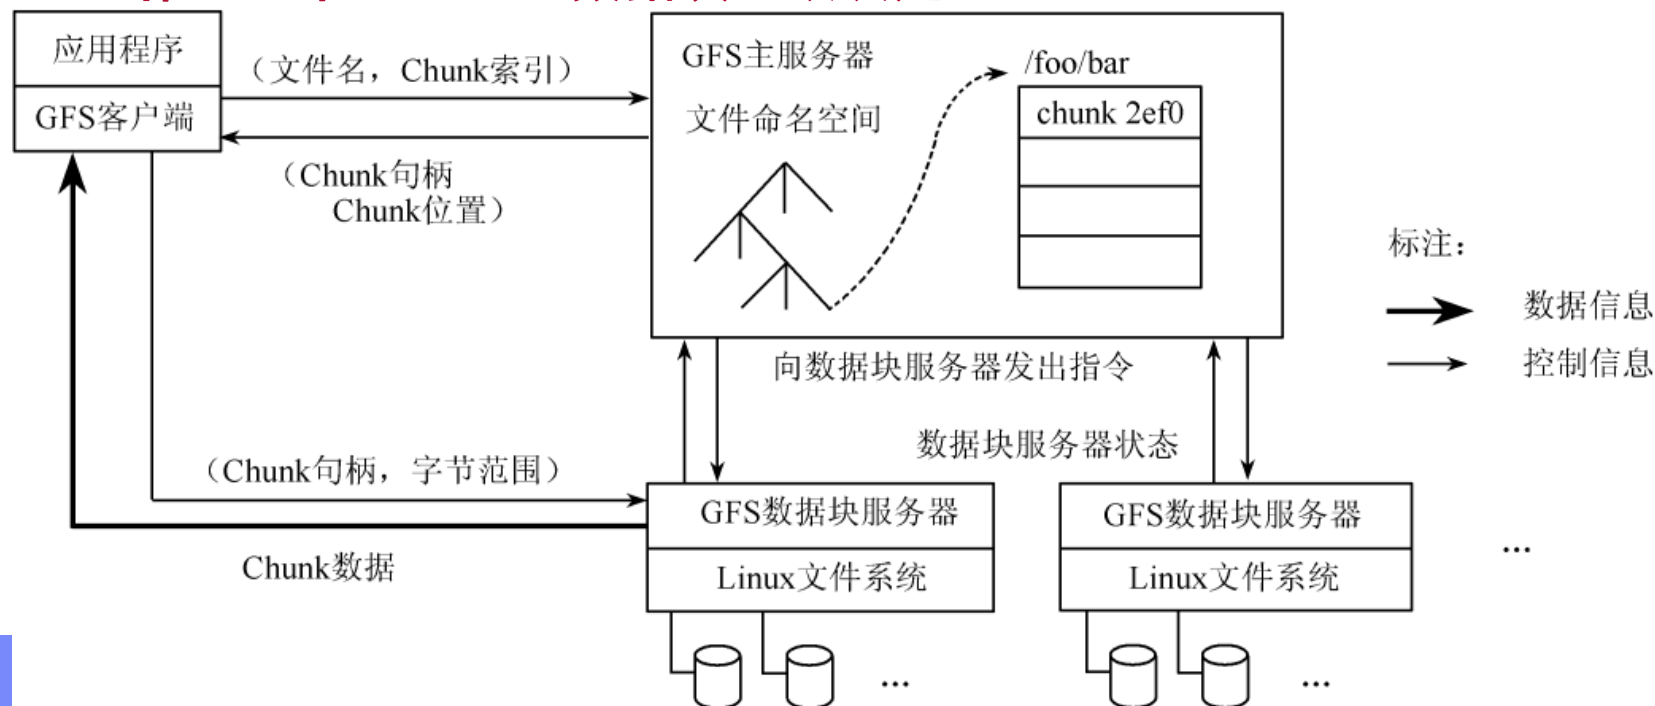 应用程序
GFS客户端
（文件名，Chunk索引）
（Chunk句柄
Chunk位置）
GFS主服务器
文件命名空间
/foo/bar
chunk 2ef0
标注：
数据信息
控制信息
向数据块服务器发出指令
数据块服务器状态
（Chunk句柄，字节范围）
Chunk数据
GFS数据块服务器
Linux文件系统
...
GFS数据块服务器
Linux文件系统
...
...